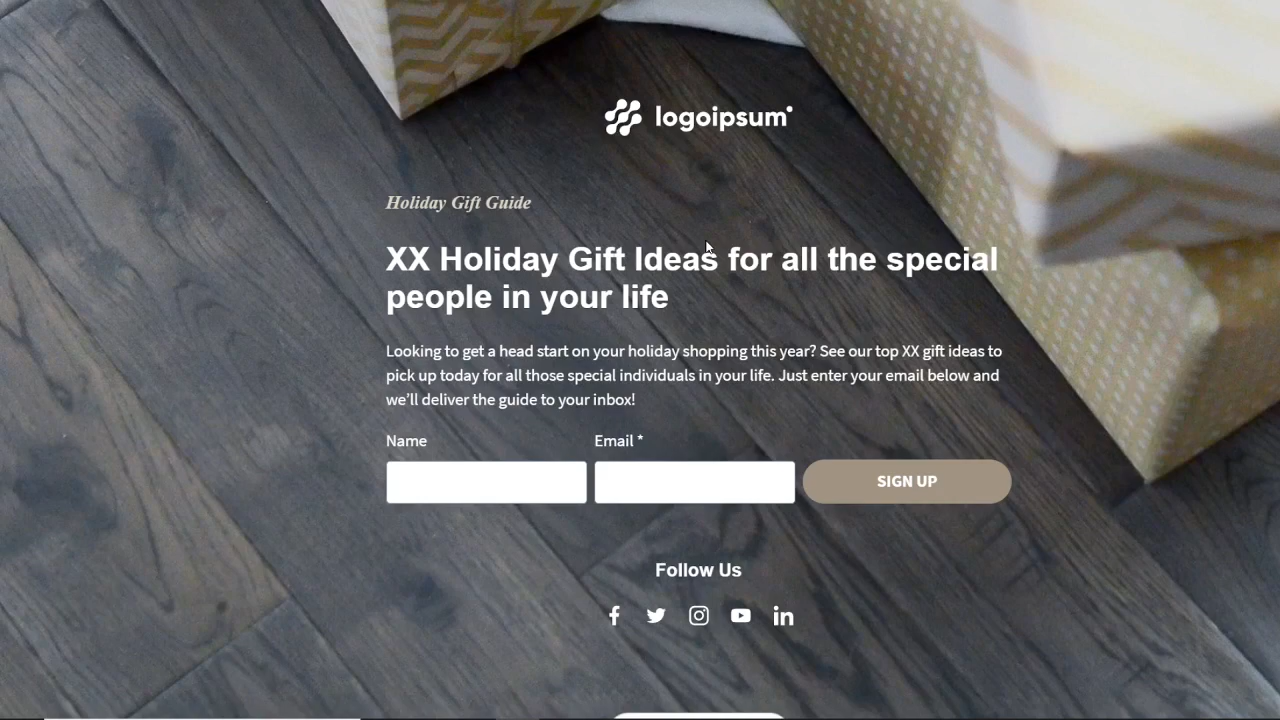 logoipsum
Holiday Gift Guide
XX Holiday Gift Ideas for all the special
people in your life
Looking to get a head start on your holiday shopping this year? See our top XX gift ideas to
pick up today for all those special individuals in your life. Just enter your email below and
we’ll deliver the guide to your inbox!
Name Email *
SIGN UP
Follow Us